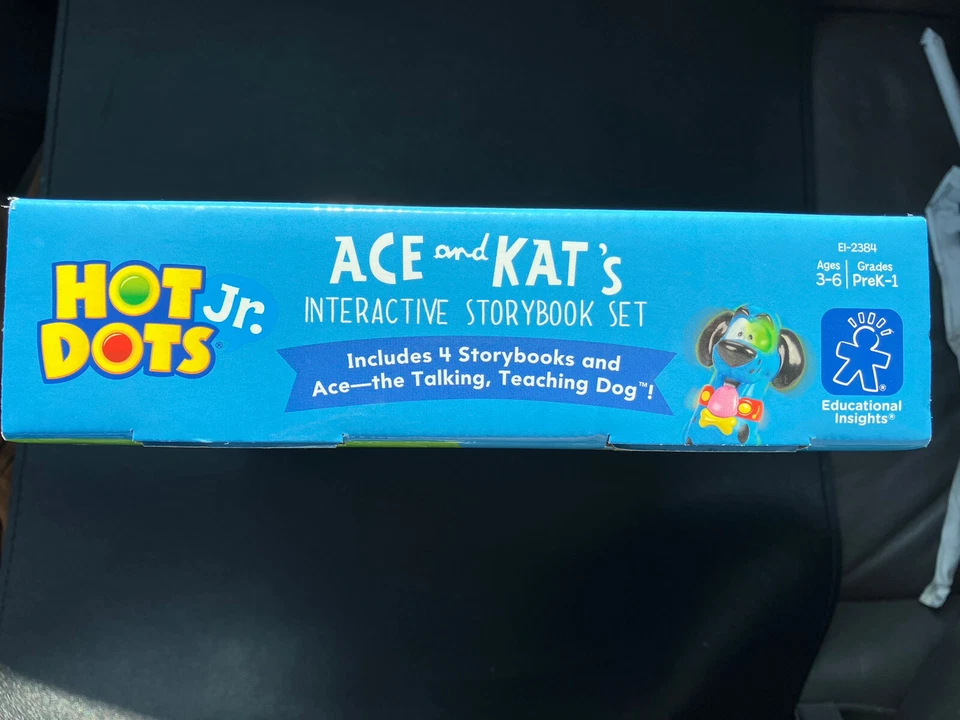 HOT
DOTS®
Jr.
ACE and KAT's
INTERACTIVE STORYBOOK SET
Includes 4 Storybooks and
Ace—the Talking, Teaching Dog™!
EI-2384
Ages | Grades
3-6 | PreK-1
®
Educational
Insights®